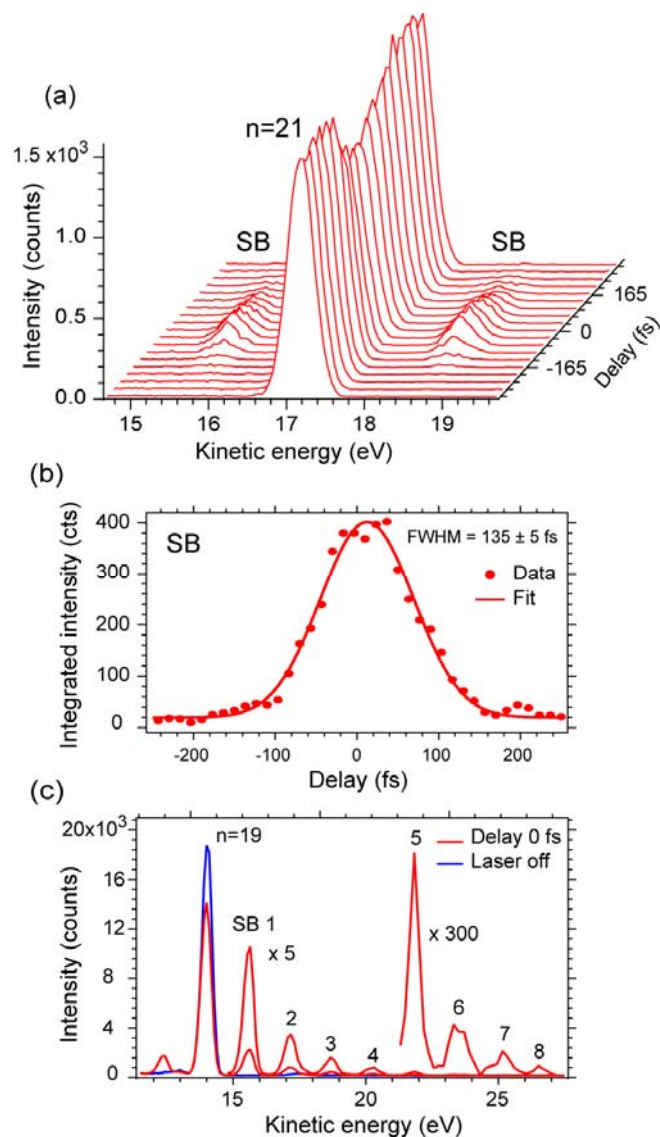 (a)
n=21
1.5 x10³
1.0
0.5
0.0
Intensity (counts)
SB
SB
165
0
-165
Delay (fs)
15 16 17 18 19
Kinetic energy (eV)
(b)
SB
FWHM = 135 ± 5 fs
Data
Fit
400
300
200
100
0
Integrated intensity (cts)
-200 -100 0 100 200
Delay (fs)
(c)
20x10³
16
12
8
4
0
Intensity (counts)
n=19
5
Delay 0 fs
Laser off
SB 1
x 5
x 300
2
3
4
6
7
8
15 20 25
Kinetic energy (eV)